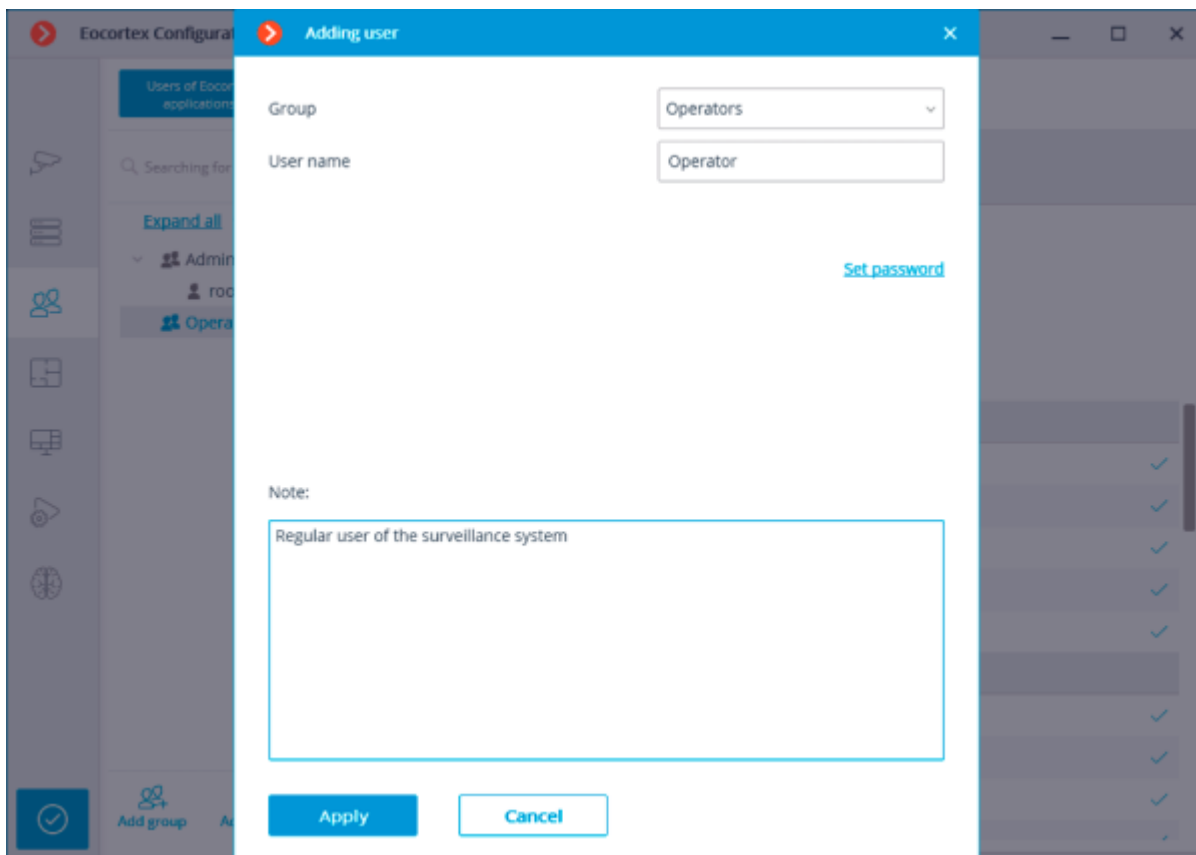 Eocortex Configurat
Adding user
Users of Eocor
applications
Group
Operators
User name
Operator
Searching for
Expand all
Set password
Admin
roo
Opera
Note:
Regular user of the surveillance system
Add group
Apply
Cancel